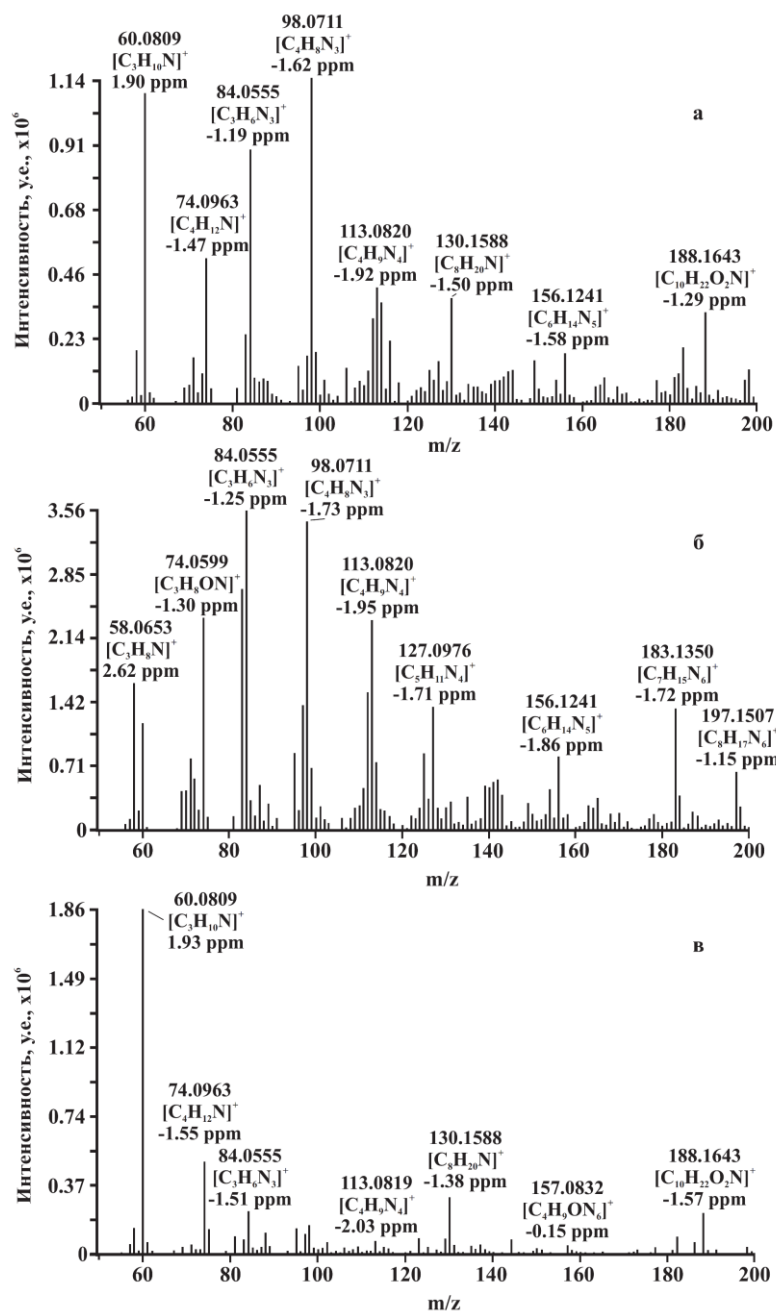 98.0711
[C₄H₈N₃]⁺
-1.62 ppm
60.0809
[C₃H₁₀N]⁺
1.90 ppm
84.0555
[C₃H₆N₃]⁺
-1.19 ppm
а
74.0963
[C₄H₁₂N]⁺
-1.47 ppm
113.0820
[C₄H₉N₄]⁺
-1.92 ppm
130.1588
[C₈H₂₀N]⁺
-1.50 ppm
156.1241
[C₆H₁₄N₅]⁺
-1.58 ppm
188.1643
[C₁₀H₂₂O₂N]⁺
-1.29 ppm
Интенсивность, у.е., x10⁶
1.14
0.91
0.68
0.46
0.23
0
60 80 100 120 140 160 180 200
m/z
84.0555
[C₃H₆N₃]⁺
-1.25 ppm
98.0711
[C₄H₈N₃]⁺
-1.73 ppm
б
74.0599
[C₃H₈ON]⁺
-1.30 ppm
113.0820
[C₄H₉N₄]⁺
-1.95 ppm
58.0653
[C₃H₈N]⁺
2.62 ppm
127.0976
[C₅H₁₁N₄]⁺
-1.71 ppm
156.1241
[C₆H₁₄N₅]⁺
-1.86 ppm
183.1350
[C₇H₁₅N₆]⁺
-1.72 ppm
197.1507
[C₈H₁₇N₆]⁺
-1.15 ppm
Интенсивность, у.е., x10⁶
3.56
2.85
2.14
1.42
0.71
0
60 80 100 120 140 160 180 200
m/z
60.0809
[C₃H₁₀N]⁺
1.93 ppm
в
74.0963
[C₄H₁₂N]⁺
-1.55 ppm
84.0555
[C₃H₆N₃]⁺
-1.51 ppm
113.0819
[C₄H₉N₄]⁺
-2.03 ppm
130.1588
[C₈H₂₀N]⁺
-1.38 ppm
157.0832
[C₄H₉ON₆]⁺
-0.15 ppm
188.1643
[C₁₀H₂₂O₂N]⁺
-1.57 ppm
Интенсивность, у.е., x10⁶
1.86
1.49
1.12
0.74
0.37
0
60 80 100 120 140 160 180 200
m/z